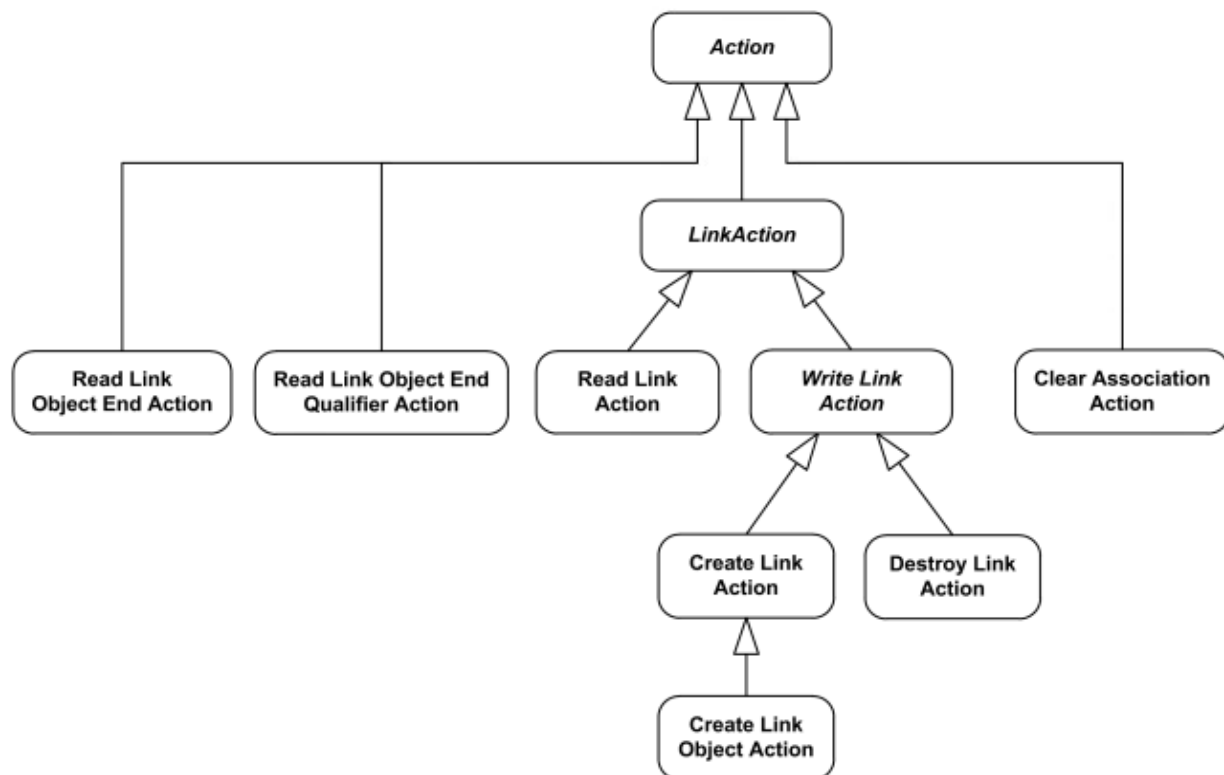 Action
LinkAction
Read Link
Object End Action
Read Link Object End
Qualifier Action
Read Link
Action
Write Link
Action
Clear Association
Action
Create Link
Action
Destroy Link
Action
Create Link
Object Action